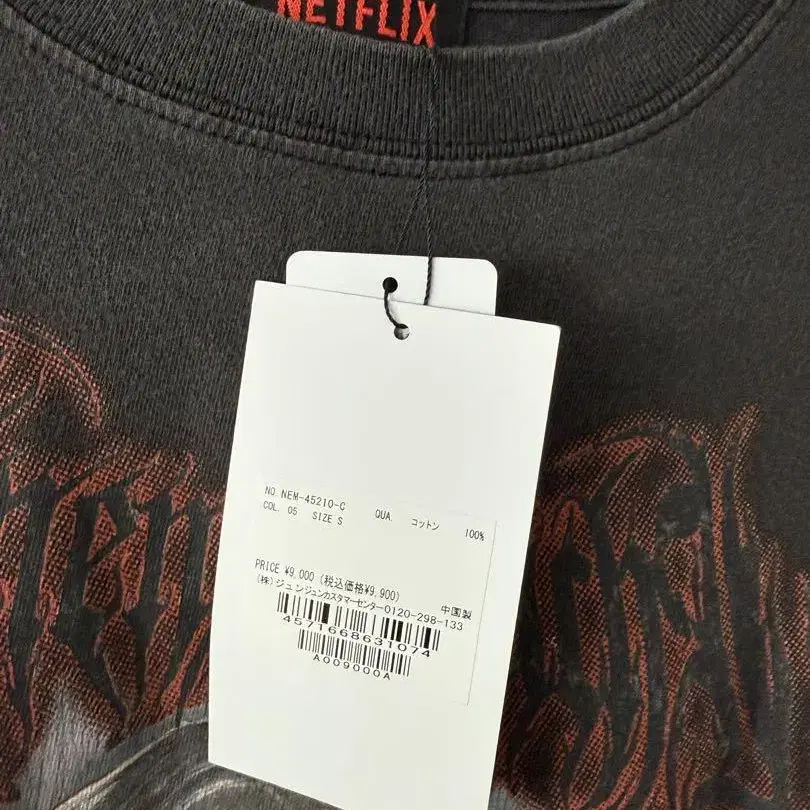 NETFLIX
NO. NEM-45210-C
COL. 05 SIZE S QUA コットン 100%
PRICE ¥9,000 (税込価格¥9,900)
中国製
(株)ジュンジュンカスタマーセンター0120-298-133
4571668631074
A009000A